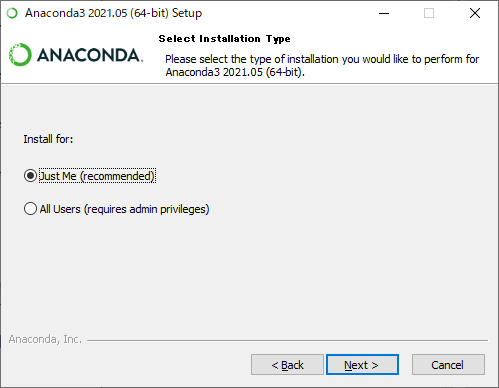 Anaconda3 2021.05 (64-bit) Setup
ANACONDA.
Select Installation Type
Please select the type of installation you would like to perform for
Anaconda3 2021.05 (64-bit).
Install for:
Just Me (recommended)
All Users (requires admin privileges)
Anaconda, Inc.
< Back
Next >
Cancel